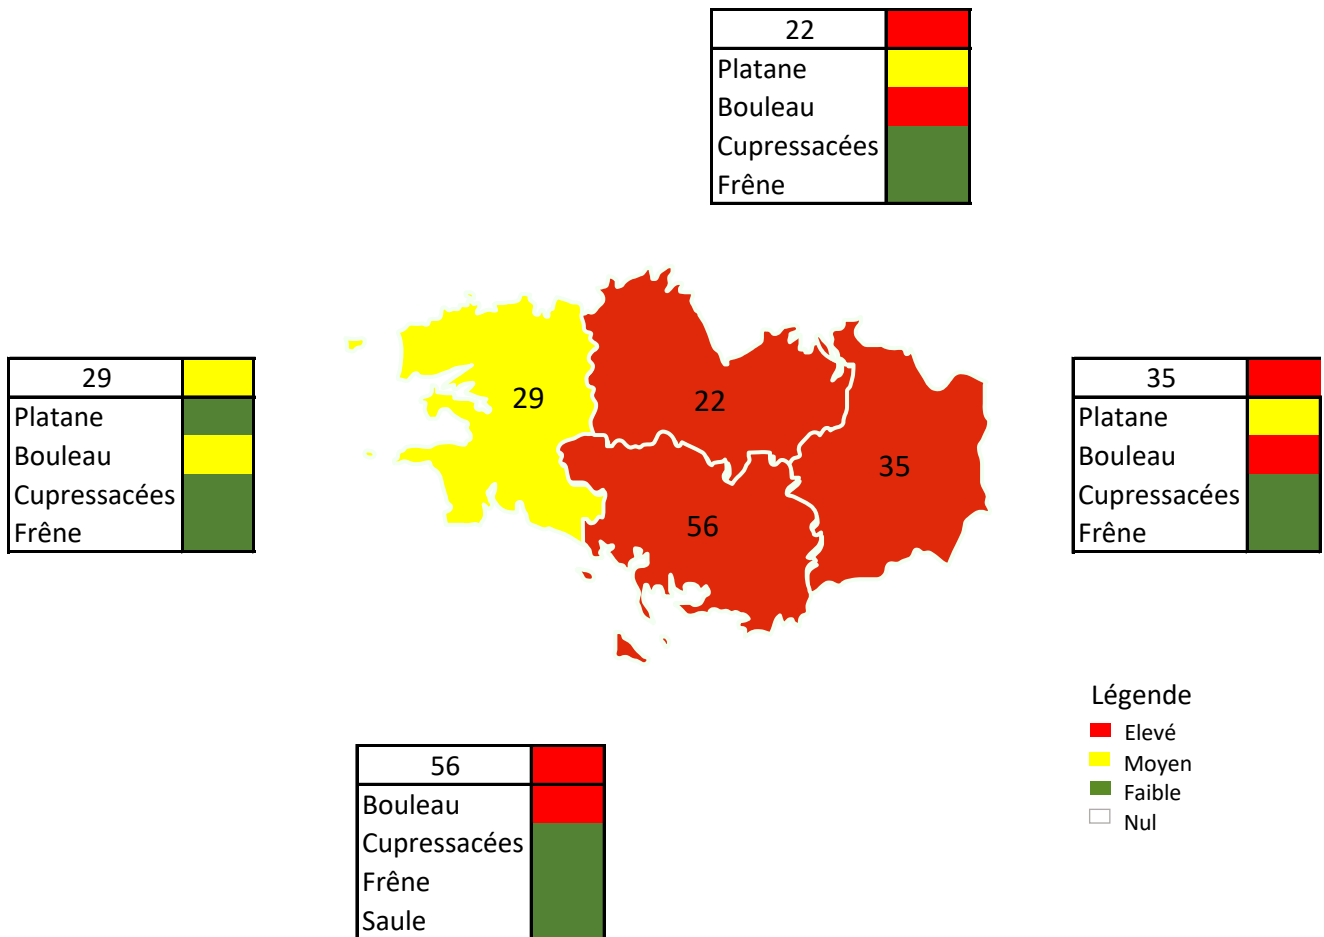 22
Platane
Bouleau
Cupressacées
Frêne
29
Platane
Bouleau
Cupressacées
Frêne
29
22
35
56
35
Platane
Bouleau
Cupressacées
Frêne
Légende
Elevé
Moyen
Faible
Nul
56
Bouleau
Cupressacées
Frêne
Saule